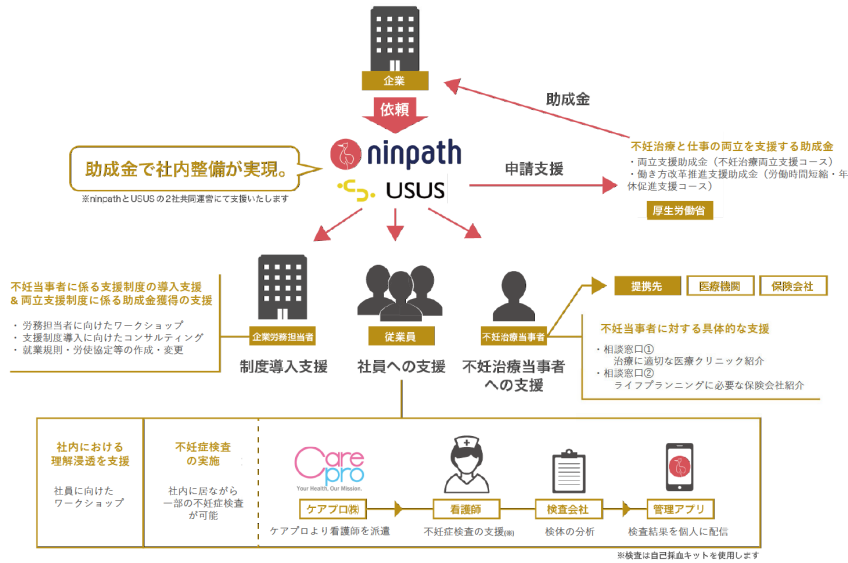 企業
依頼
助成金
助成金で社内整備が実現。
※ninpathとUSUSの2社共同運営にて支援いたします
ninpath
USUS
申請支援
不妊治療と仕事の両立を支援する助成金
・両立支援助成金（不妊治療両立支援コース）
・働き方改革推進支援助成金（労働時間短縮・年
休促進支援コース）
厚生労働省
不妊当事者に係る支援制度の導入支援
& 両立支援制度に係る助成金獲得の支援
・ 労務担当者に向けたワークショップ
・ 支援制度導入に向けたコンサルティング
・ 就業規則・労使協定等の作成・変更
企業労務担当者
制度導入支援
従業員
社員への支援
不妊治療当事者
不妊治療当事者
への支援
提携先
医療機関
保険会社
不妊当事者に対する具体的な支援
・相談窓口①
治療に適切な医療クリニック紹介
・相談窓口②
ライフプランニングに必要な保険会社紹介
社内における
理解浸透を支援
社員に向けた
ワークショップ
不妊症検査
の実施
社内に居ながら
一部の不妊症検査
が可能
Care
pro
Your Health, Our Mission.
ケアプロ㈱
ケアプロより看護師を派遣
看護師
不妊症検査の支援(※)
検査会社
検体の分析
管理アプリ
検査結果を個人に配信
※検査は自己採血キットを使用します